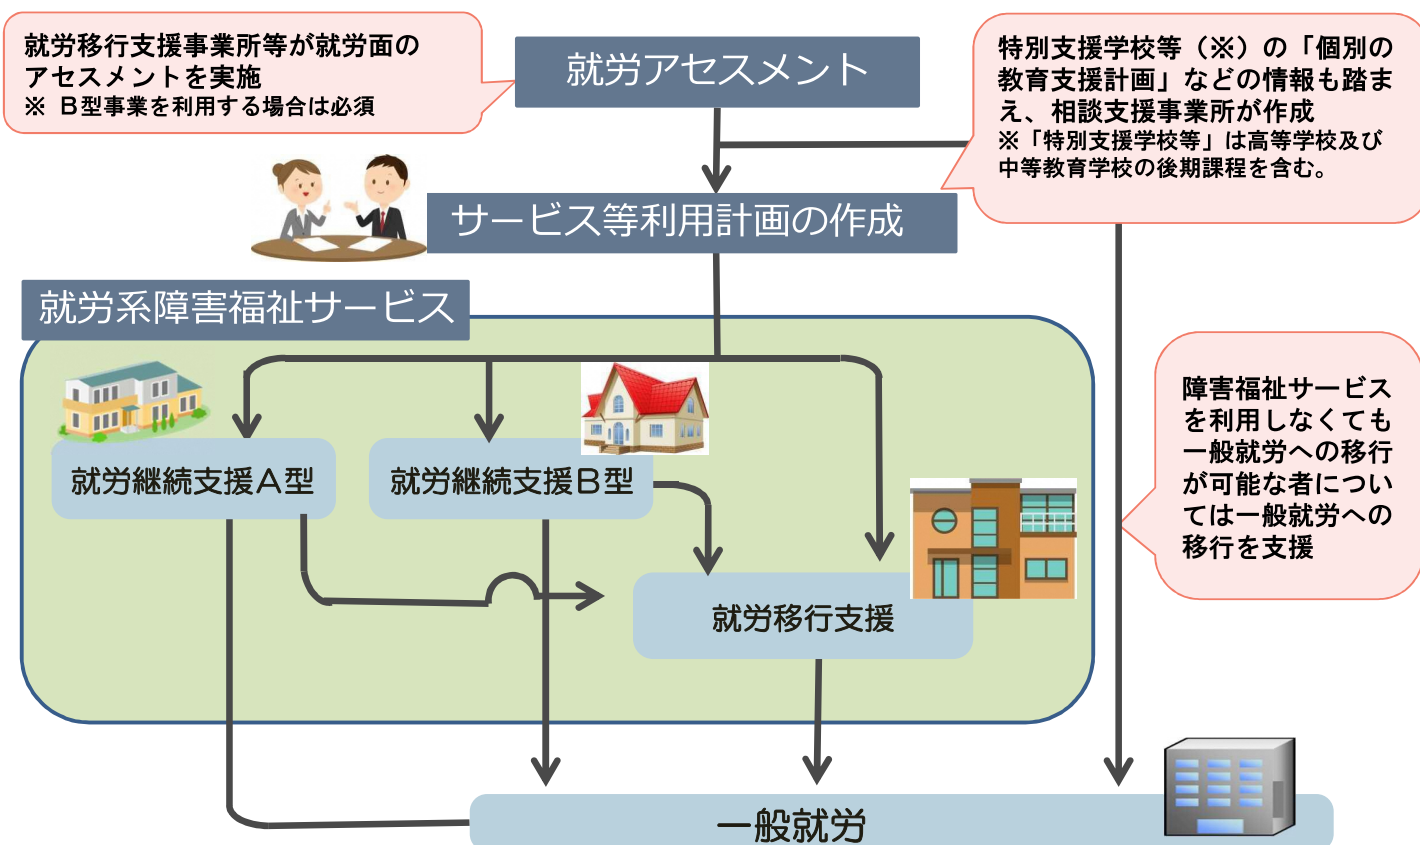 就労移行支援事業所等が就労面の
アセスメントを実施
※ B型事業を利用する場合は必須
就労アセスメント
特別支援学校等（※）の「個別の
教育支援計画」などの情報も踏ま
え、相談支援事業所が作成
※「特別支援学校等」は高等学校及び
中等教育学校の後期課程を含む。
サービス等利用計画の作成
就労系障害福祉サービス
就労継続支援A型
就労継続支援B型
就労移行支援
障害福祉サービス
を利用しなくても
一般就労への移行
が可能な者につい
ては一般就労への
移行を支援
一般就労